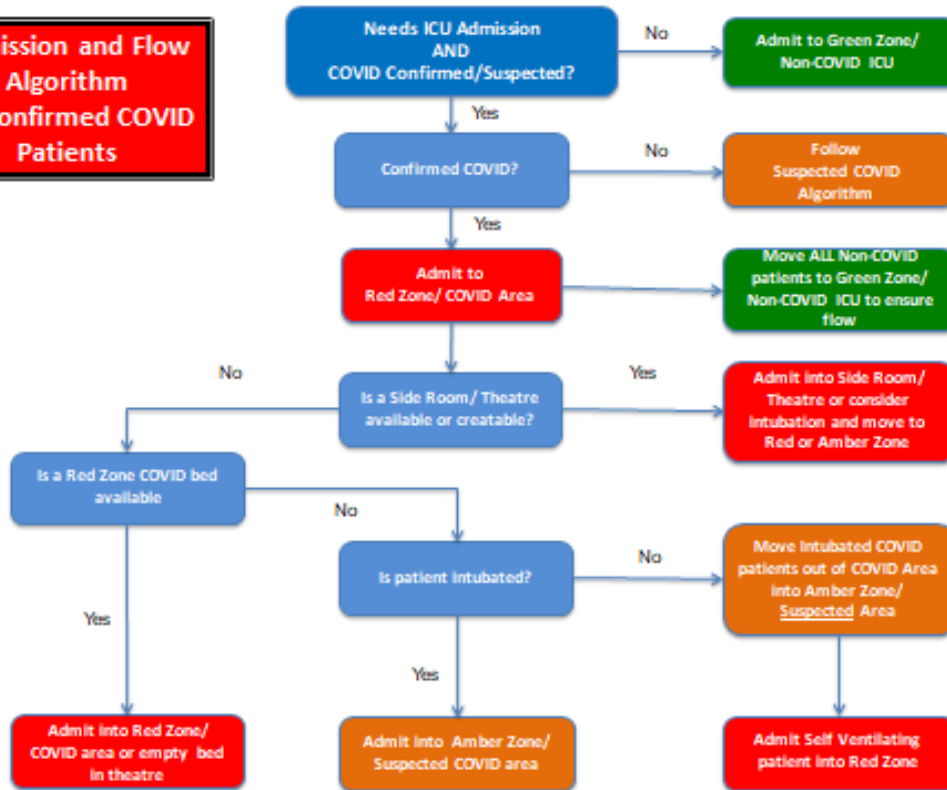 ission and Flow
Algorithm
onfirmed COVID
Patients
Needs ICU Admission
AND
COVID Confirmed/Suspected?
No
Admit to Green Zone/
Non-COVID ICU
Yes
Confirmed COVID?
No
Follow
Suspected COVID
Algorithm
Yes
Admit to
Red Zone/ COVID Area
Move ALL Non-COVID
patients to Green Zone/
Non-COVID ICU to ensure
flow
No
Is a Side Room/ Theatre
available or creatable?
Yes
Admit into Side Room/
Theatre or consider
intubation and move to
Red or Amber Zone
Is a Red Zone COVID bed
available
No
Is patient intubated?
No
Move Intubated COVID
patients out of COVID Area
into Amber Zone/
Suspected Area
Yes
Yes
Admit into Red Zone/
COVID area or empty bed
in theatre
Admit into Amber Zone/
Suspected COVID area
Admit Self Ventilating
patient into Red Zone